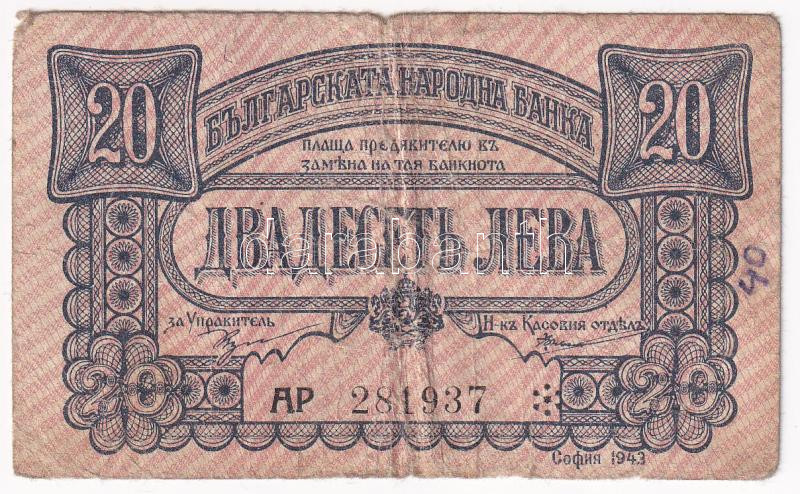 20 20
БЪЛГАРСКАТА НАРОДНА БАНКА
ПЛАЩА ПРЕДЯВИТЕЛЮ ВЪ
ЗАМѢНА НА ТАЯ БАНКНОТА
ДВАДЕСЕТЬ ЛЕВА
darabanth
за Управитель
Н-къ Касовия отдѣлъ
40
20 20
АР 281937
София 1943